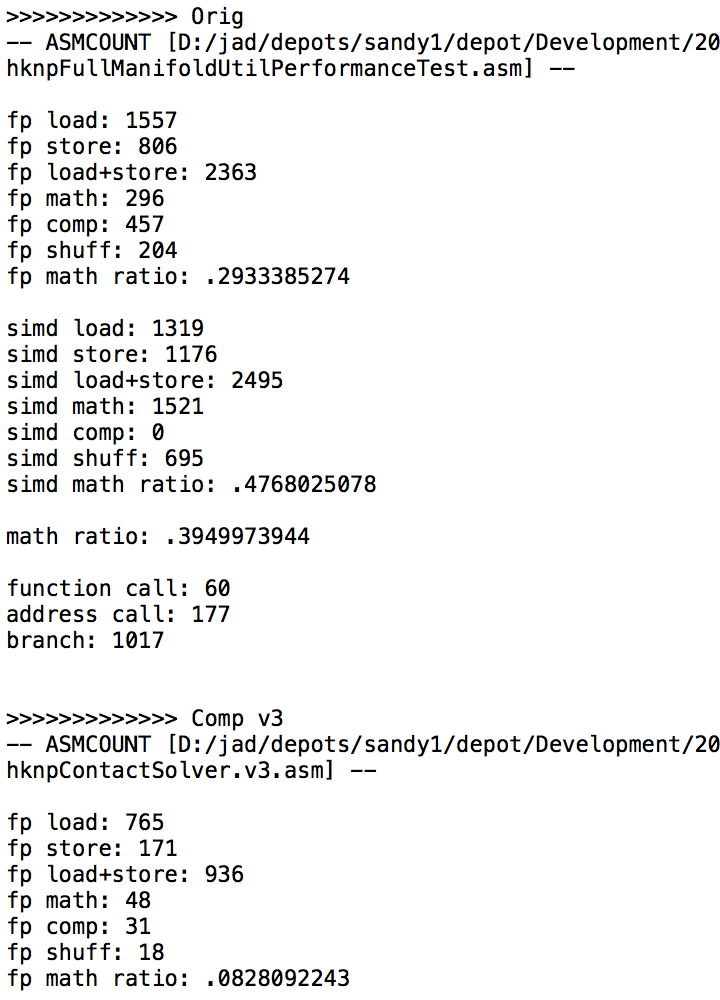 >>>>>>>>>>>>> Orig
-- ASMCOUNT [D:/jad/depots/sandy1/depot/Development/20
hknpFullManifoldUtilPerformanceTest.asm] --
fp load: 1557
fp store: 806
fp load+store: 2363
fp math: 296
fp comp: 457
fp shuff: 204
fp math ratio: .2933385274
simd load: 1319
simd store: 1176
simd load+store: 2495
simd math: 1521
simd comp: 0
simd shuff: 695
simd math ratio: .4768025078
math ratio: .3949973944
function call: 60
address call: 177
branch: 1017
>>>>>>>>>>>>> Comp v3
-- ASMCOUNT [D:/jad/depots/sandy1/depot/Development/20
hknpContactSolver.v3.asm] --
fp load: 765
fp store: 171
fp load+store: 936
fp math: 48
fp comp: 31
fp shuff: 18
fp math ratio: .0828092243